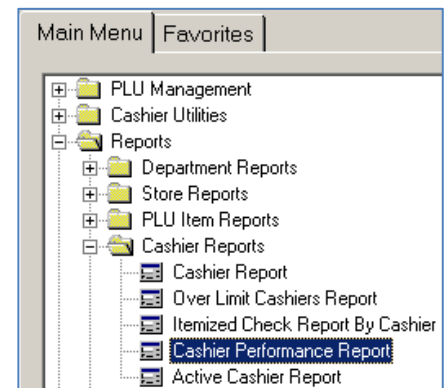 Main Menu Favorites
PLU Management
Cashier Utilities
Reports
Department Reports
Store Reports
PLU Item Reports
Cashier Reports
Cashier Report
Over Limit Cashiers Report
Itemized Check Report By Cashier
Cashier Performance Report
Active Cashier Report